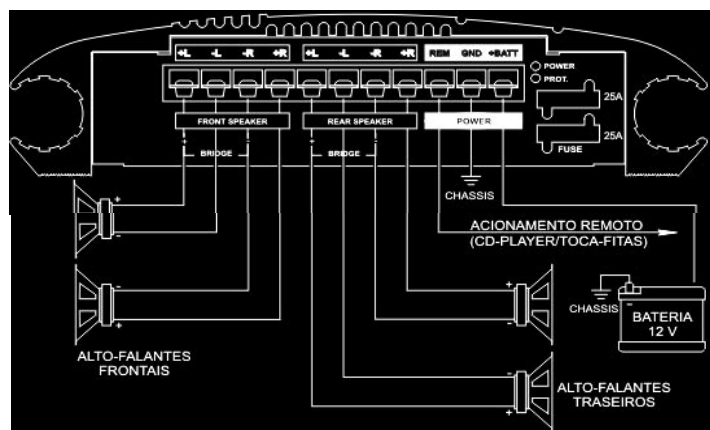 +L -L -R +R +L -L -R +R REM GND +BATT
POWER
PROT.
25A
FRONT SPEAKER REAR SPEAKER POWER
25A
FUSE
+ - + -
BRIDGE BRIDGE
CHASSIS
+
-
ACIONAMENTO REMOTO
(CD-PLAYER/TOCA-FITAS)
-
+
+
-
CHASSIS
-
BATERIA
12 V
ALTO-FALANTES
FRONTAIS
-
+
ALTO-FALANTES
TRASEIROS